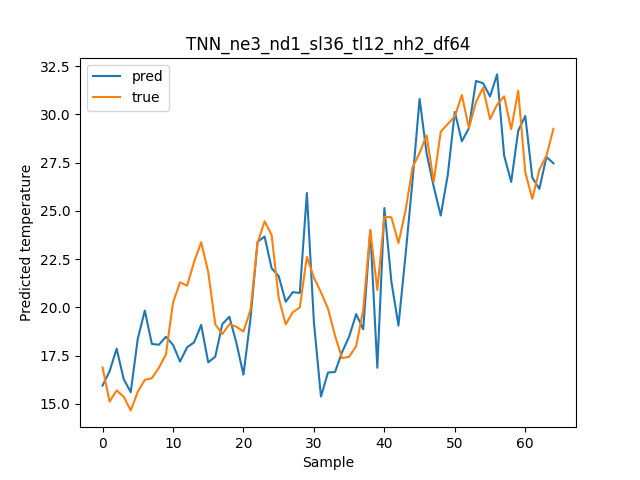 TNN_ne3_nd1_sl36_tl12_nh2_df64
pred
true
Predicted temperature
32.5
30.0
27.5
25.0
22.5
20.0
17.5
15.0
0 10 20 30 40 50 60
Sample